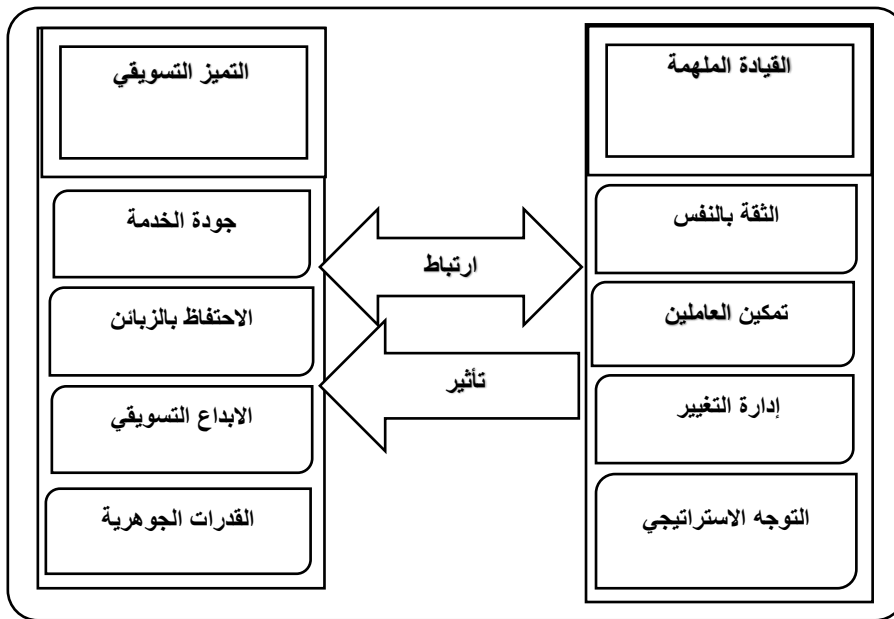 القيادة الملهمة
الثقة بالنفس
تمكين العاملين
إدارة التغيير
التوجه الاستراتيجي
ارتباط
تأثير
التميز التسويقي
جودة الخدمة
الاحتفاظ بالزبائن
الابداع التسويقي
القدرات الجوهرية